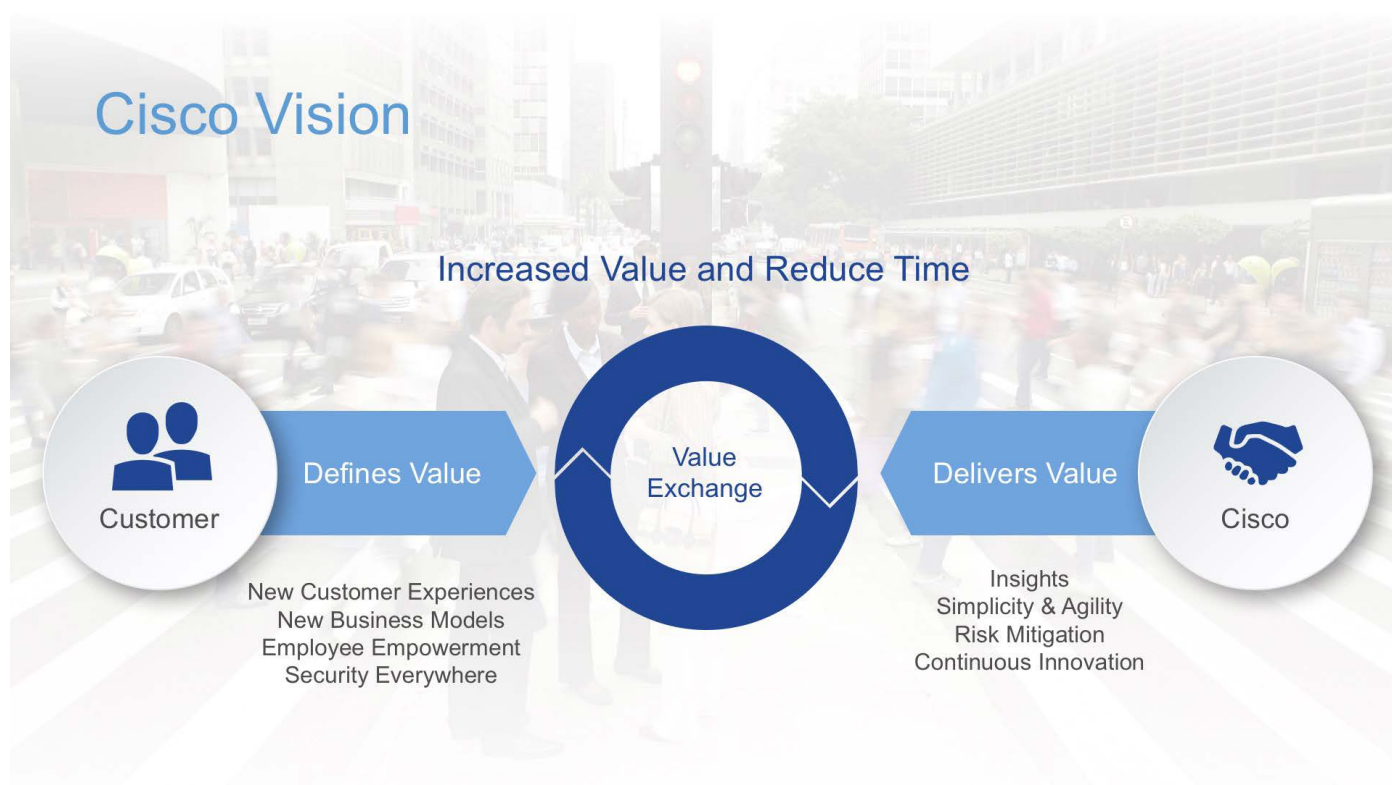 Cisco Vision
Increased Value and Reduce Time
Customer
Defines Value
Value
Exchange
Delivers Value
Cisco
New Customer Experiences
New Business Models
Employee Empowerment
Security Everywhere
Insights
Simplicity & Agility
Risk Mitigation
Continuous Innovation